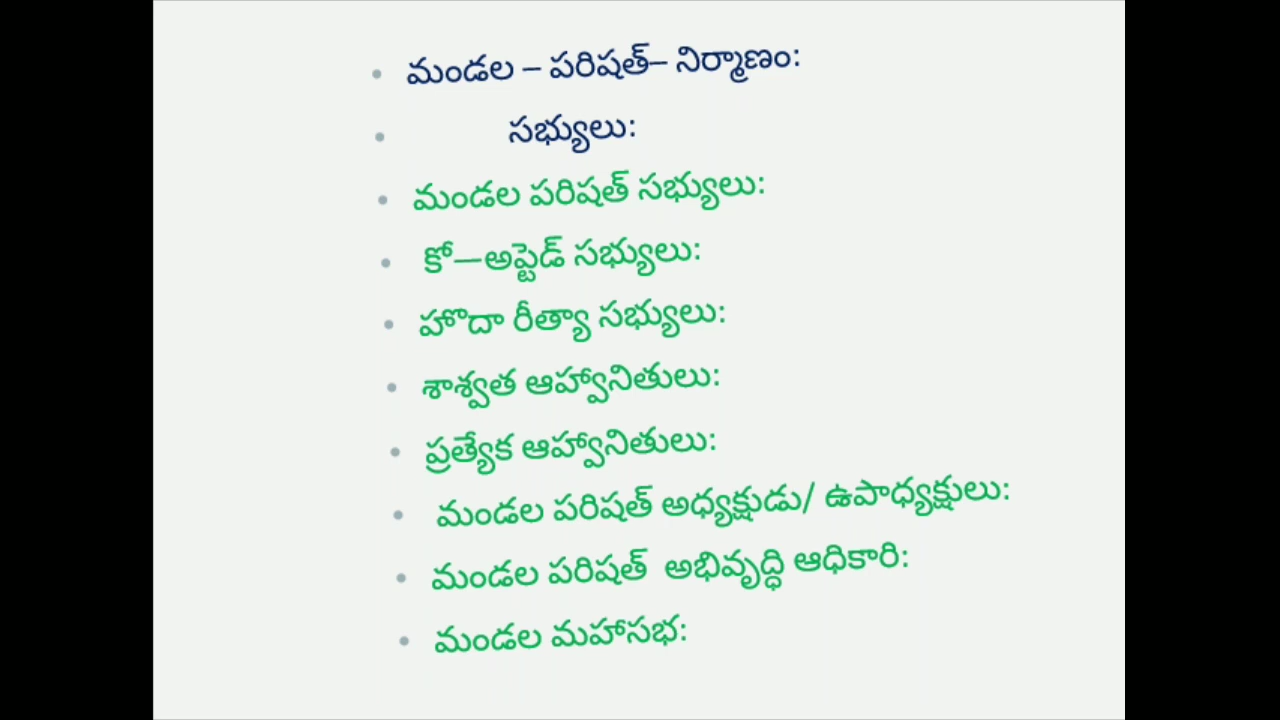 మండల – పరిషత్– నిర్మాణం:
సభ్యులు:
మండల పరిషత్ సభ్యులు:
కో—అప్టెడ్ సభ్యులు:
హొదా రీత్యా సభ్యులు:
శాశ్వత ఆహ్వానితులు:
ప్రత్యేక ఆహ్వానితులు:
మండల పరిషత్ అధ్యక్షుడు/ ఉపాధ్యక్షులు:
మండల పరిషత్ అభివృద్ధి ఆధికారి:
మండల మహాసభ: